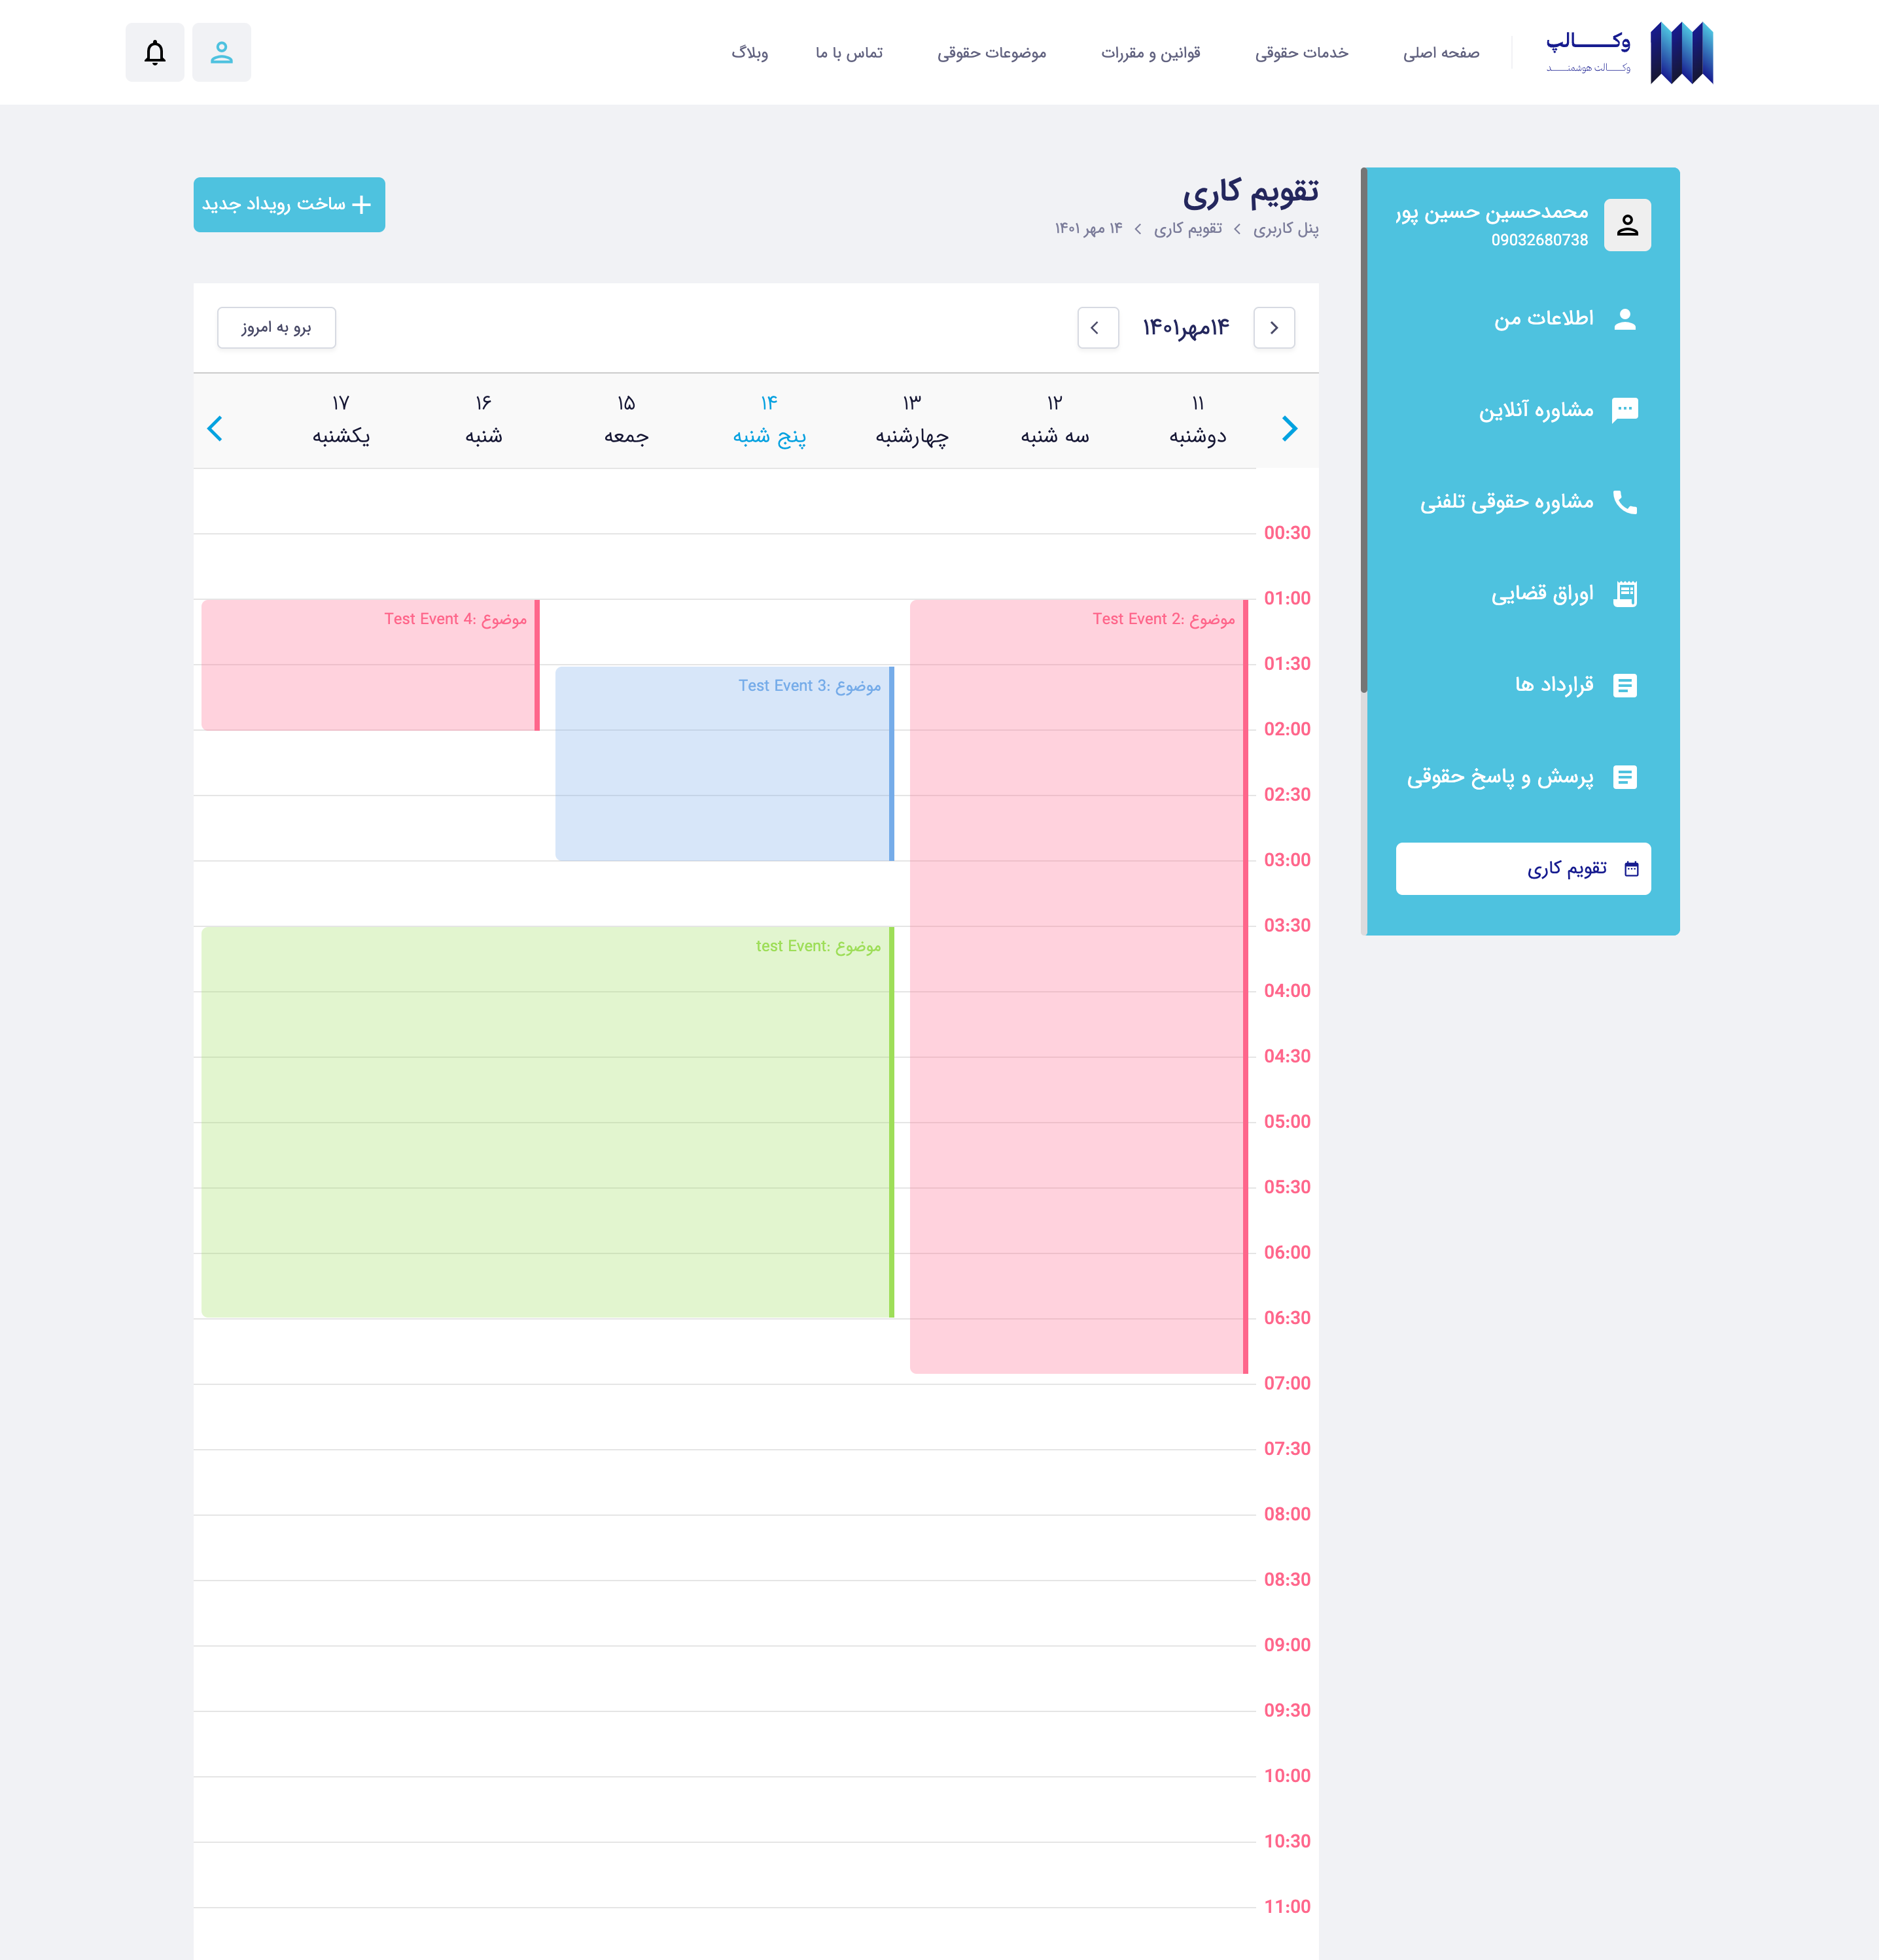 وکـــالپ
وکـــالت هوشمنـــد
صفحه اصلی
خدمات حقوقی
قوانین و مقررات
موضوعات حقوقی
تماس با ما
وبلاگ
محمدحسین حسین پور
09032680738
اطلاعات من
مشاوره آنلاین
مشاوره حقوقی تلفنی
اوراق قضایی
قرارداد ها
پرسش و پاسخ حقوقی
تقویم کاری
تقویم کاری
پنل کاربری > تقویم کاری > ۱۴ مهر ۱۴۰۱
ساخت رویداد جدید
۱۴مهر۱۴۰۱
برو به امروز
۱۱ ۱۲ ۱۳ ۱۴ ۱۵ ۱۶ ۱۷
دوشنبه سه شنبه چهارشنبه پنج شنبه جمعه شنبه یکشنبه
00:30
01:00
موضوع :Test Event 2
موضوع :Test Event 4
01:30
موضوع :Test Event 3
02:00
02:30
03:00
03:30
موضوع :test Event
04:00
04:30
05:00
05:30
06:00
06:30
07:00
07:30
08:00
08:30
09:00
09:30
10:00
10:30
11:00